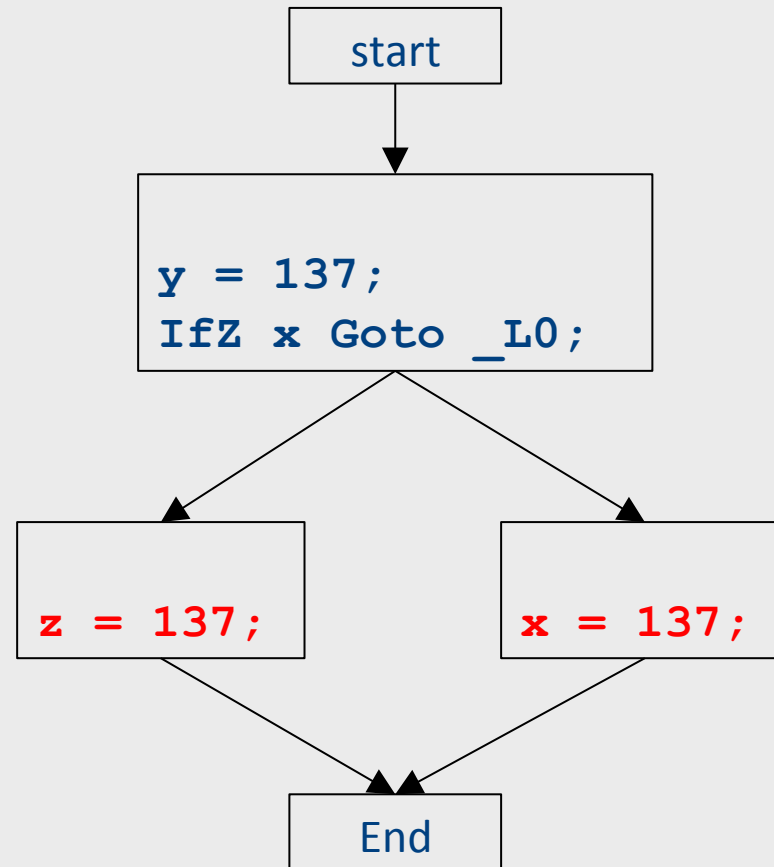 start
y = 137;
IfZ x Goto _L0;
z = 137;
x = 137;
End